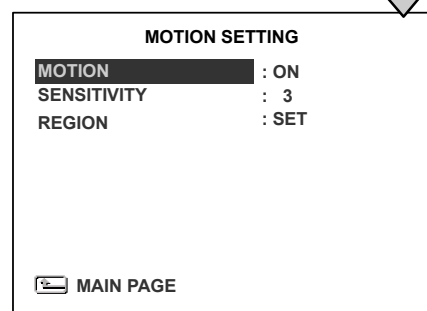 MOTION SETTING
MOTION : ON
SENSITIVITY : 3
REGION : SET
MAIN PAGE